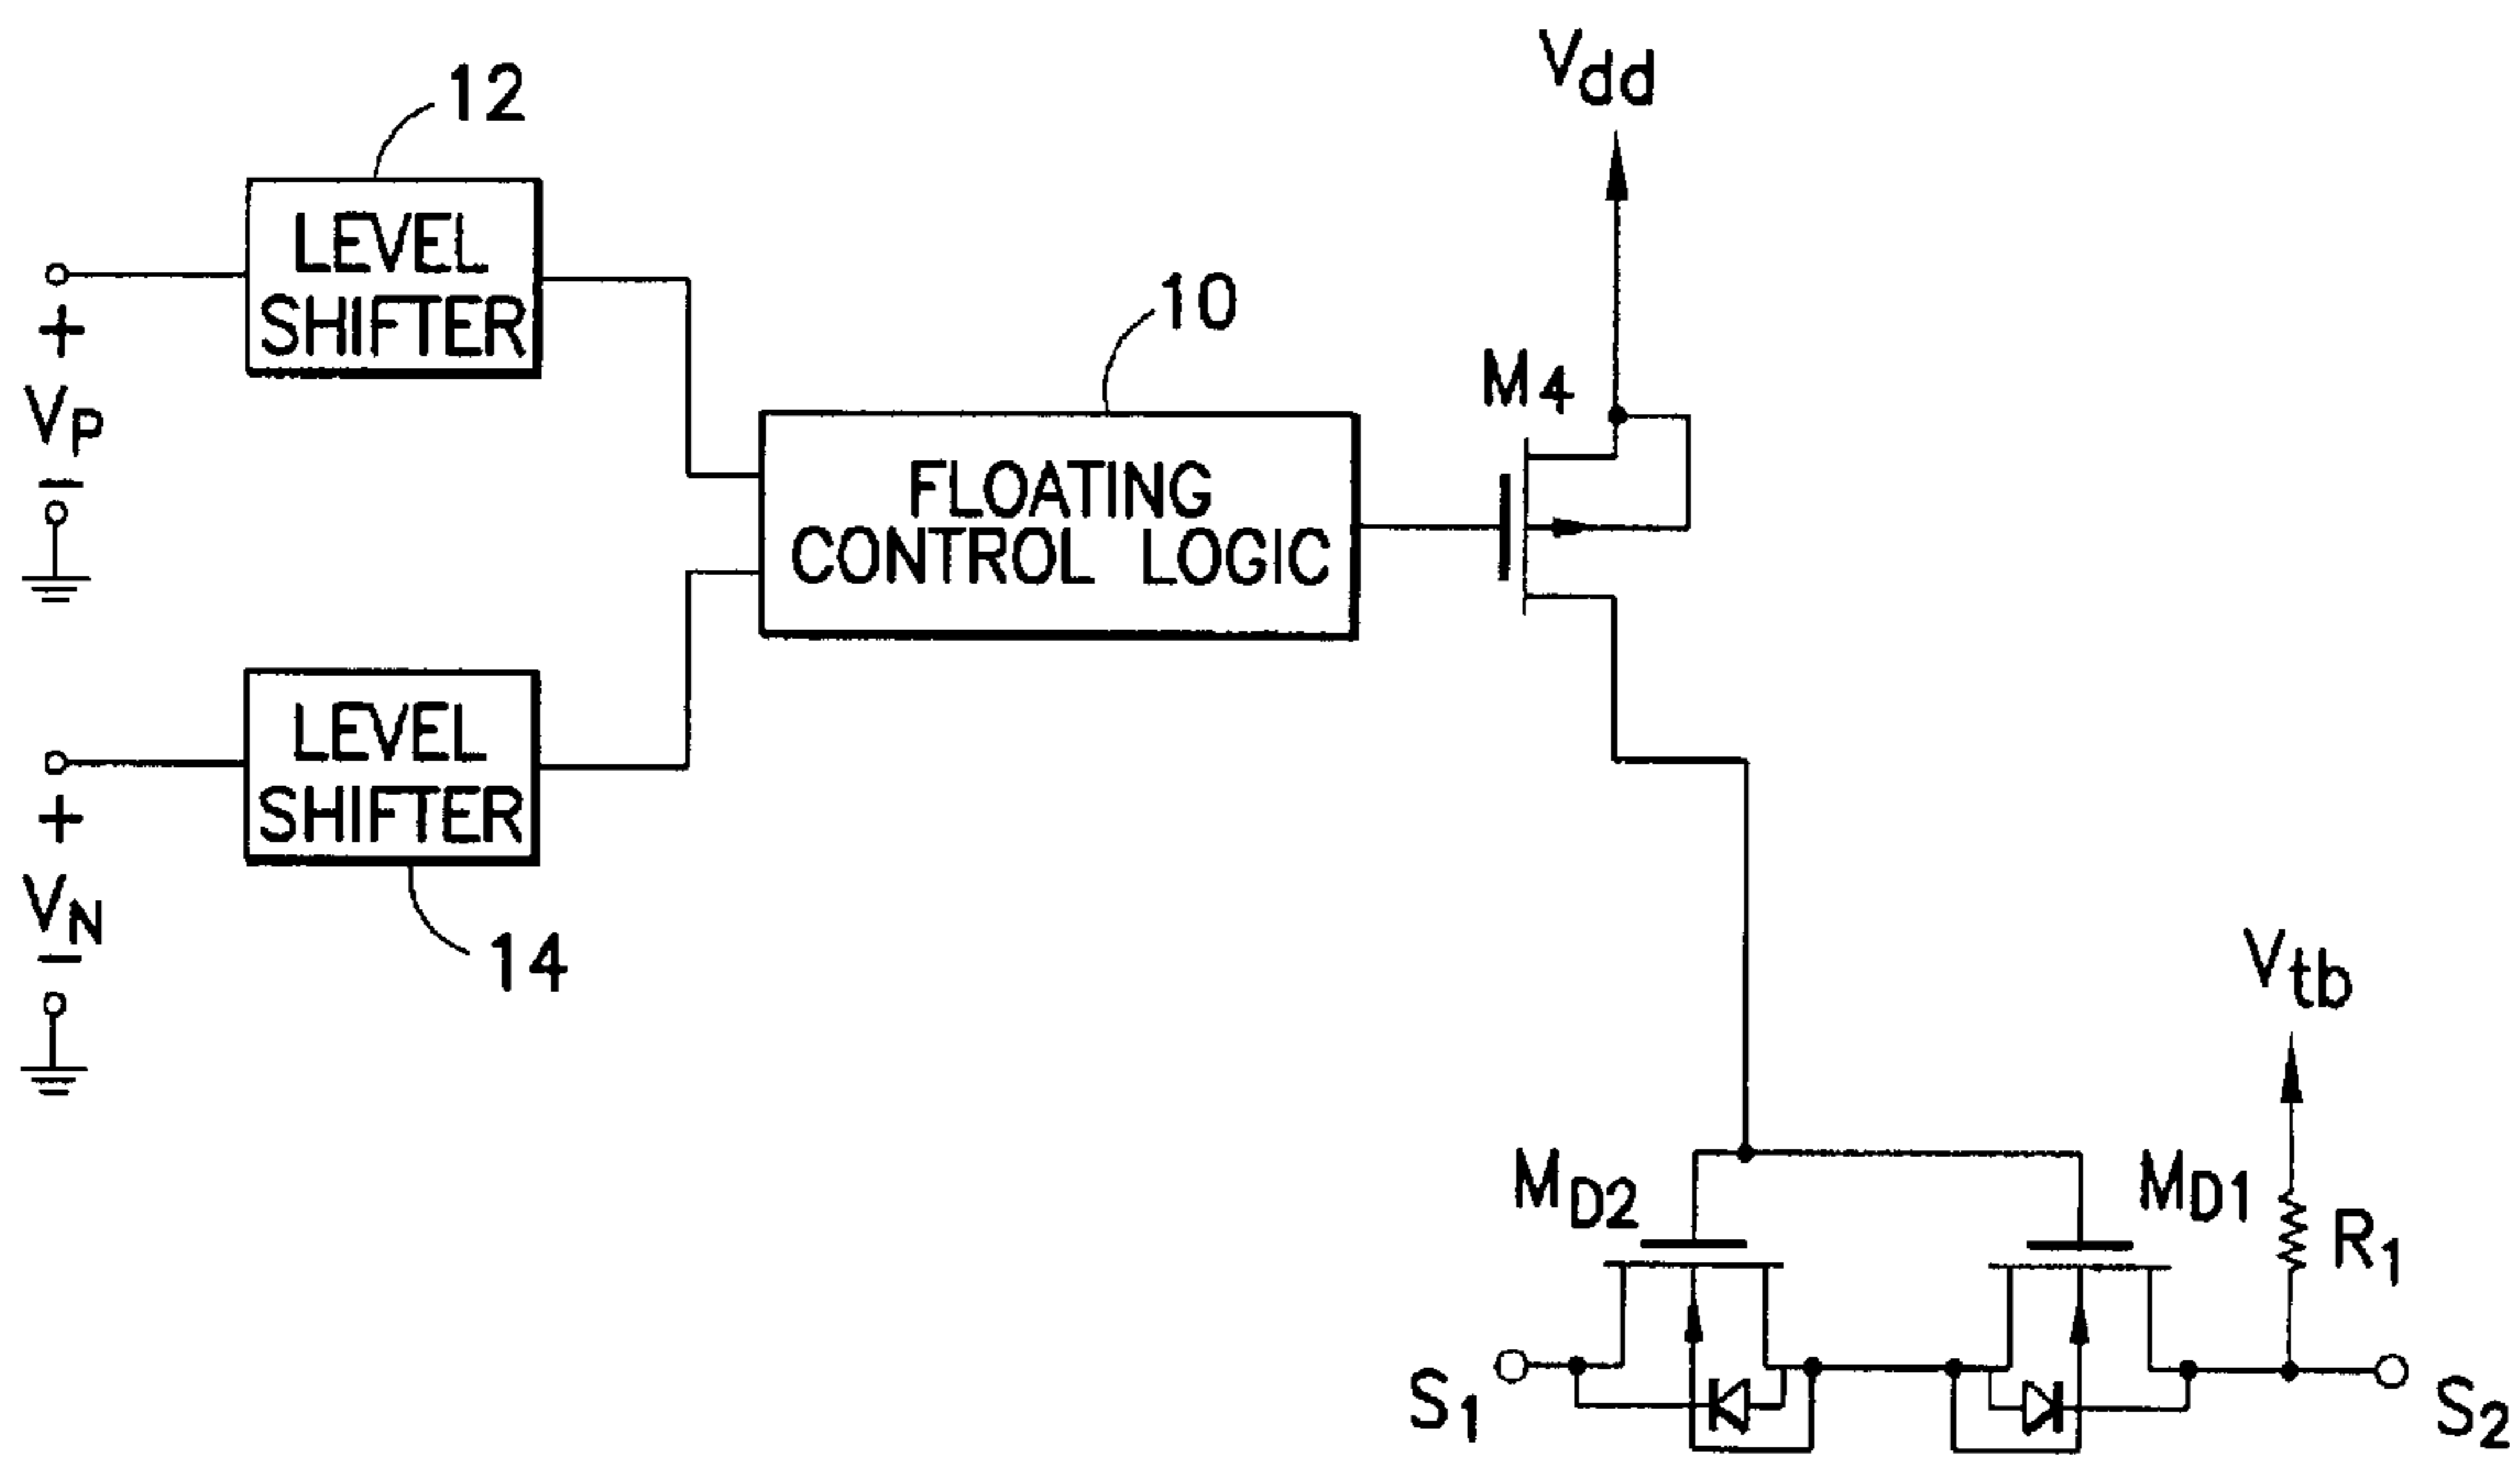 12
LEVEL
SHIFTER
+
VP
−
10
FLOATING
CONTROL LOGIC
Vdd
M4
LEVEL
SHIFTER
14
+
VN
−
Vtb
MD2
MD1
R1
S1
S2